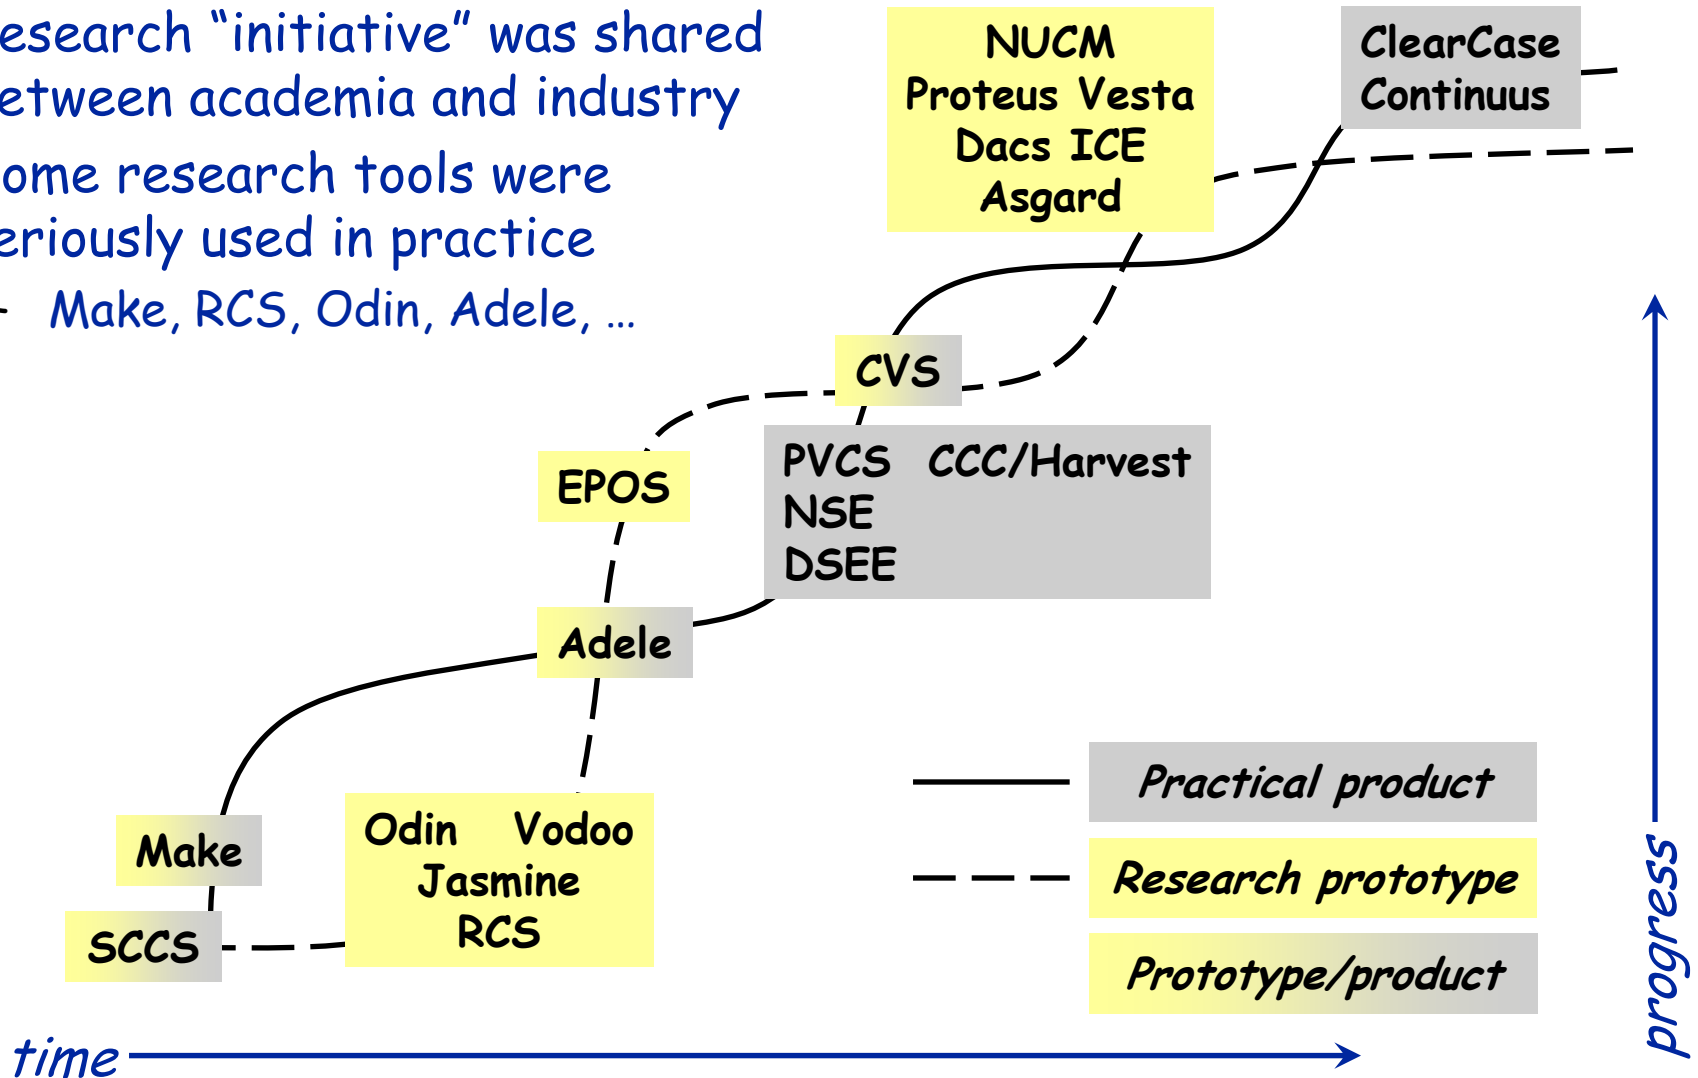 esearch “initiative” was shared
etween academia and industry
ome research tools were
eriously used in practice
- Make, RCS, Odin, Adele, ...
NUCM
Proteus Vesta
Dacs ICE
Asgard
ClearCase
Continuus
CVS
PVCS CCC/Harvest
NSE
DSEE
EPOS
Adele
Make
SCCS
Odin Vodoo
Jasmine
RCS
Practical product
Research prototype
Prototype/product
progress
time